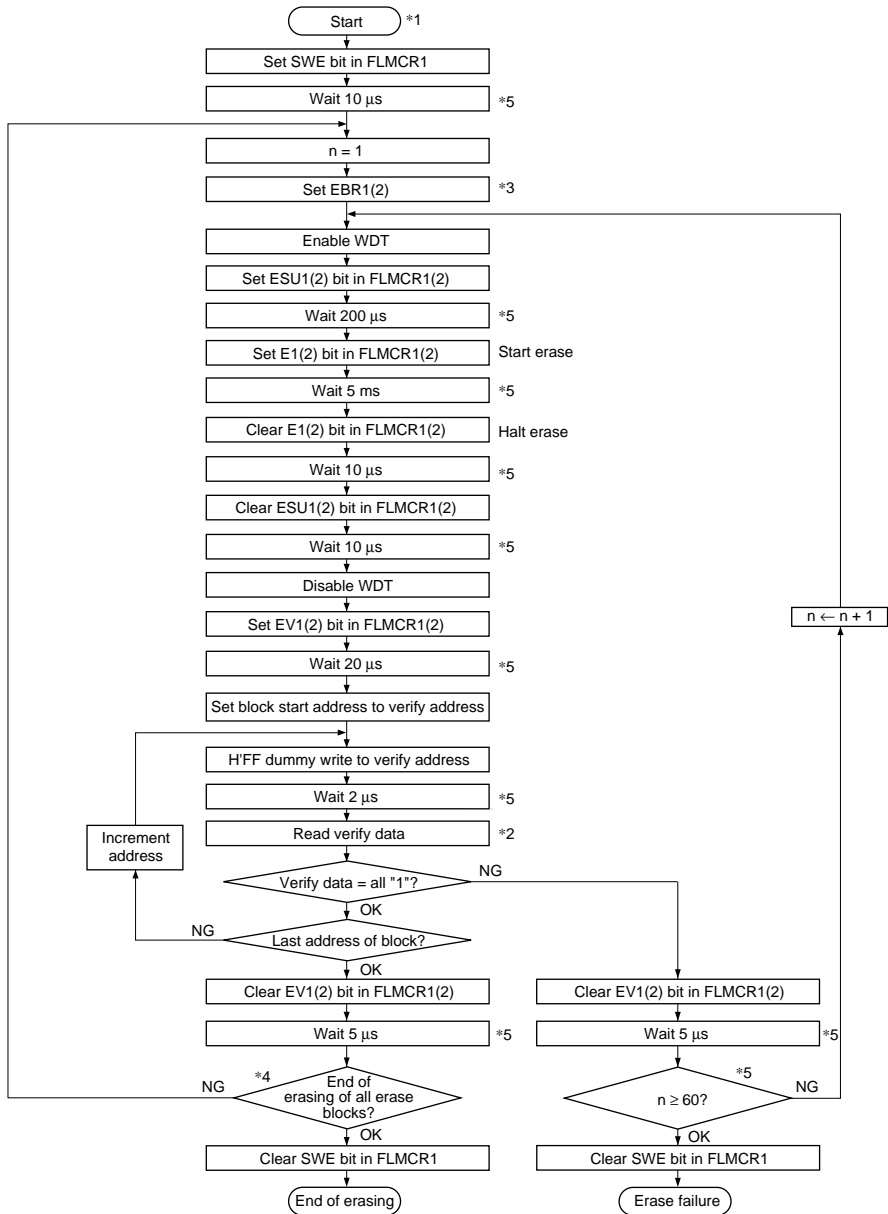 Start *1
Set SWE bit in FLMCR1
Wait 10 μs *5
n = 1
Set EBR1(2) *3
Enable WDT
Set ESU1(2) bit in FLMCR1(2)
Wait 200 μs *5
Set E1(2) bit in FLMCR1(2) Start erase
Wait 5 ms *5
Clear E1(2) bit in FLMCR1(2) Halt erase
Wait 10 μs *5
Clear ESU1(2) bit in FLMCR1(2)
Wait 10 μs *5
Disable WDT
n ← n + 1
Set EV1(2) bit in FLMCR1(2)
Wait 20 μs *5
Set block start address to verify address
H'FF dummy write to verify address
Wait 2 μs *5
Increment
address
Read verify data *2
Verify data = all "1"? NG
OK
NG Last address of block?
OK
Clear EV1(2) bit in FLMCR1(2)
Wait 5 μs *5
NG *4
End of
erasing of all erase
blocks?
OK
Clear SWE bit in FLMCR1
End of erasing
Clear EV1(2) bit in FLMCR1(2)
Wait 5 μs *5
*5
n ≥ 60? NG
OK
Clear SWE bit in FLMCR1
Erase failure